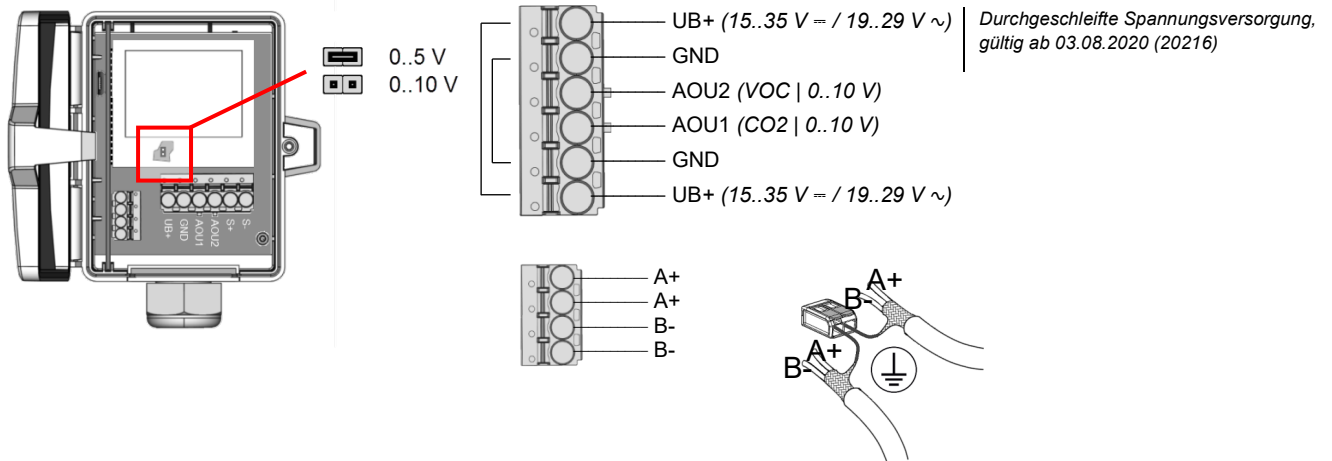 0..5 V
0..10 V
UB+
GND
AOU1
AOU2
S+
S-
UB+ (15..35 V ⎓ / 19..29 V ∿)
GND
AOU2 (VOC | 0..10 V)
AOU1 (CO2 | 0..10 V)
GND
UB+ (15..35 V ⎓ / 19..29 V ∿)
Durchgeschleifte Spannungsversorgung,
gültig ab 03.08.2020 (20216)
A+
A+
B-
B-
A+
B-
A+
B-